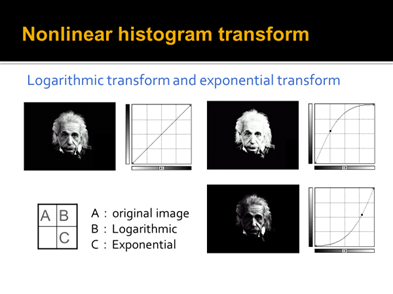 Nonlinear histogram transform
Logarithmic transform and exponential transform
A B
C
A : original image
B : Logarithmic
C : Exponential